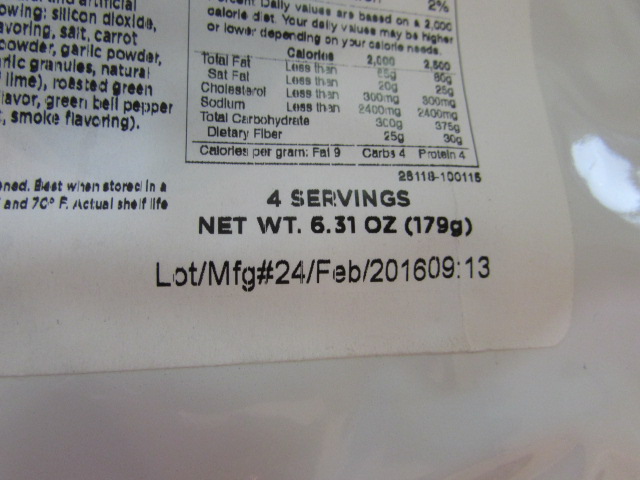 artificial
owing: silicon dioxide,
avoring, salt, carrot
powder, garlic powder,
granules, natural
lime), roasted green
lavor, green bell pepper
, smoke flavoring).
ned. Best when stored in a
and 70° F. Actual shelf life
2%
Percent Daily values are based on a 2,000
calorie diet. Your daily values may be higher
or lower depending on your calorie needs.
Calories 2,000 2,500
Total Fat Less than 65g 80g
Sat Fat Less than 20g 25g
Cholesterol Less than 300mg 300mg
Sodium Less than 2400mg 2400mg
Total Carbohydrate 300g 375g
Dietary Fiber 25g 30g
Calories per gram: Fat 9 Carbs 4 Protein 4
28118-100115
4 SERVINGS
NET WT. 6.31 OZ (179g)
Lot/Mfg#24/Feb/201609:13